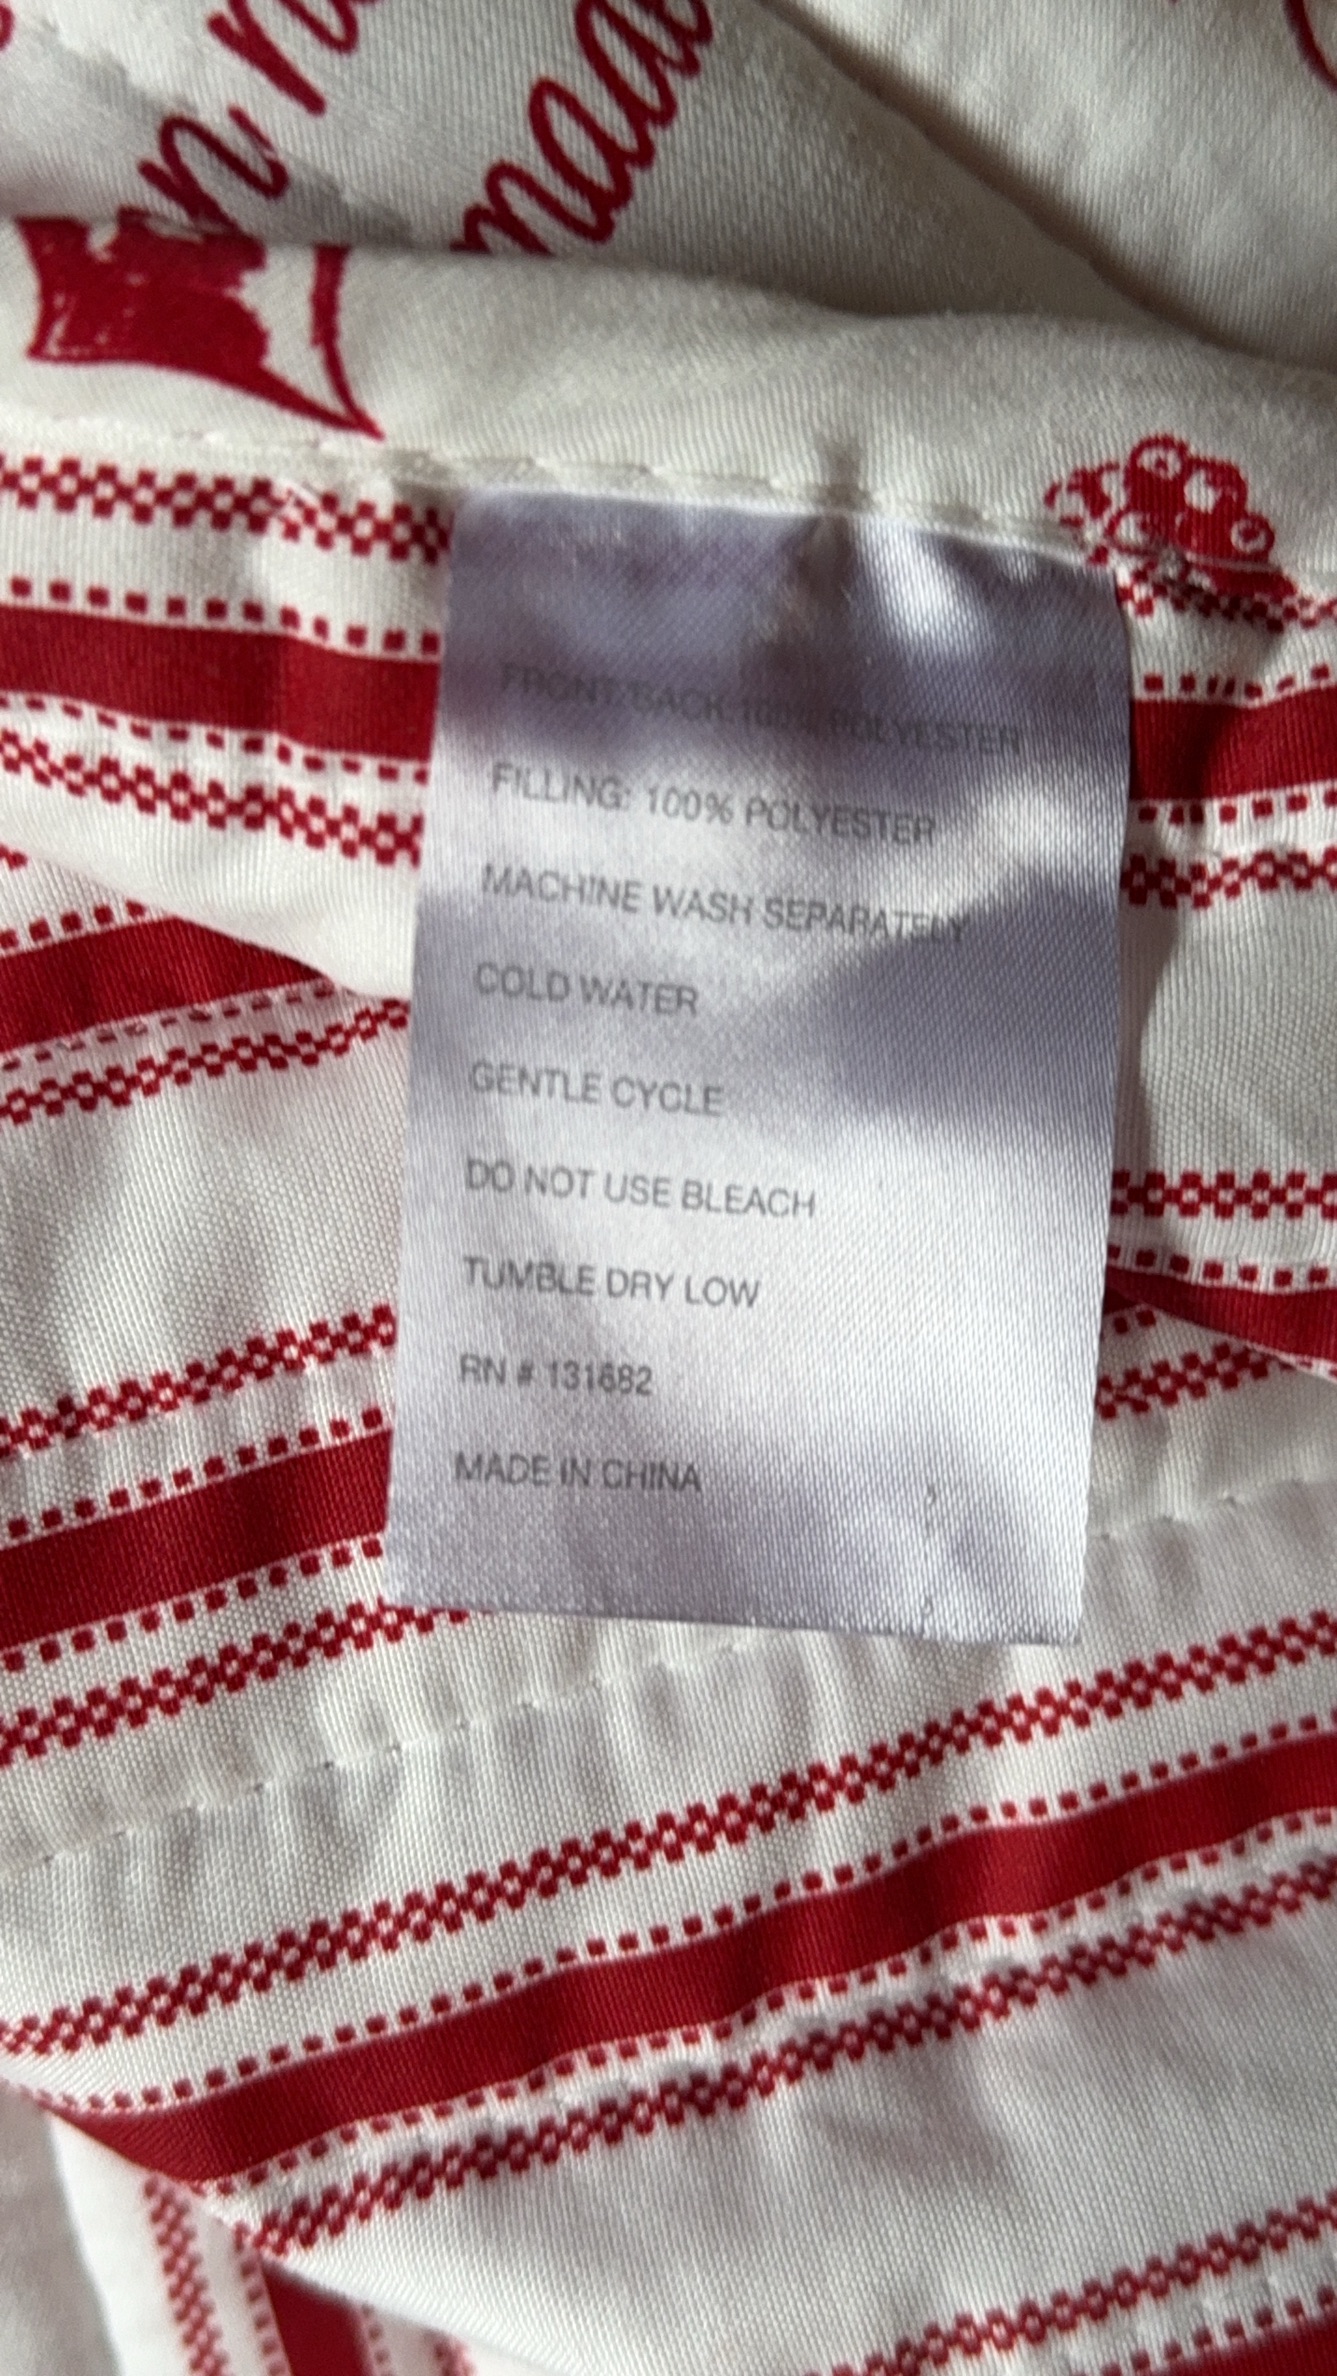 n n
made
FRONT/BACK:100% POLYESTER
FILLING: 100% POLYESTER
MACHINE WASH SEPARATELY
COLD WATER
GENTLE CYCLE
DO NOT USE BLEACH
TUMBLE DRY LOW
RN # 131682
MADE IN CHINA